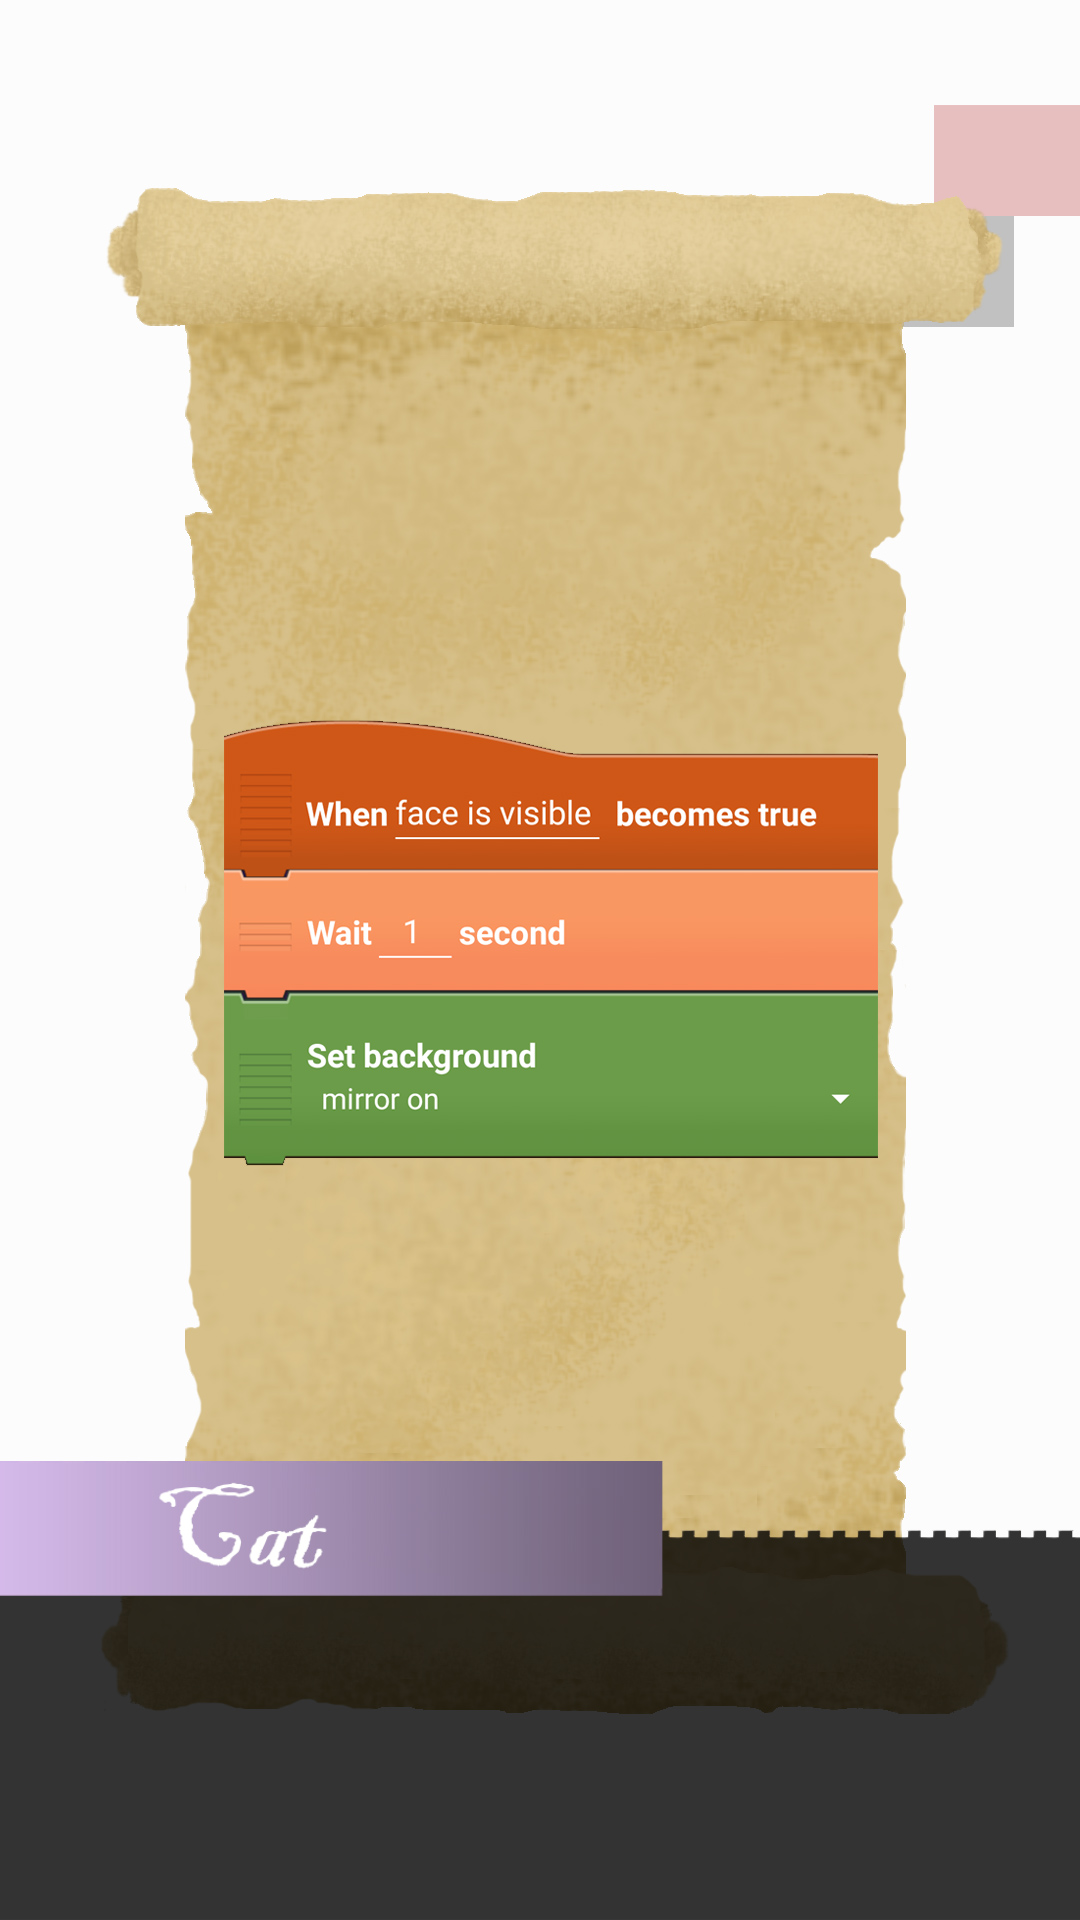 When face is visible becomes true
Wait 1 second
Set background
mirror on
Cat